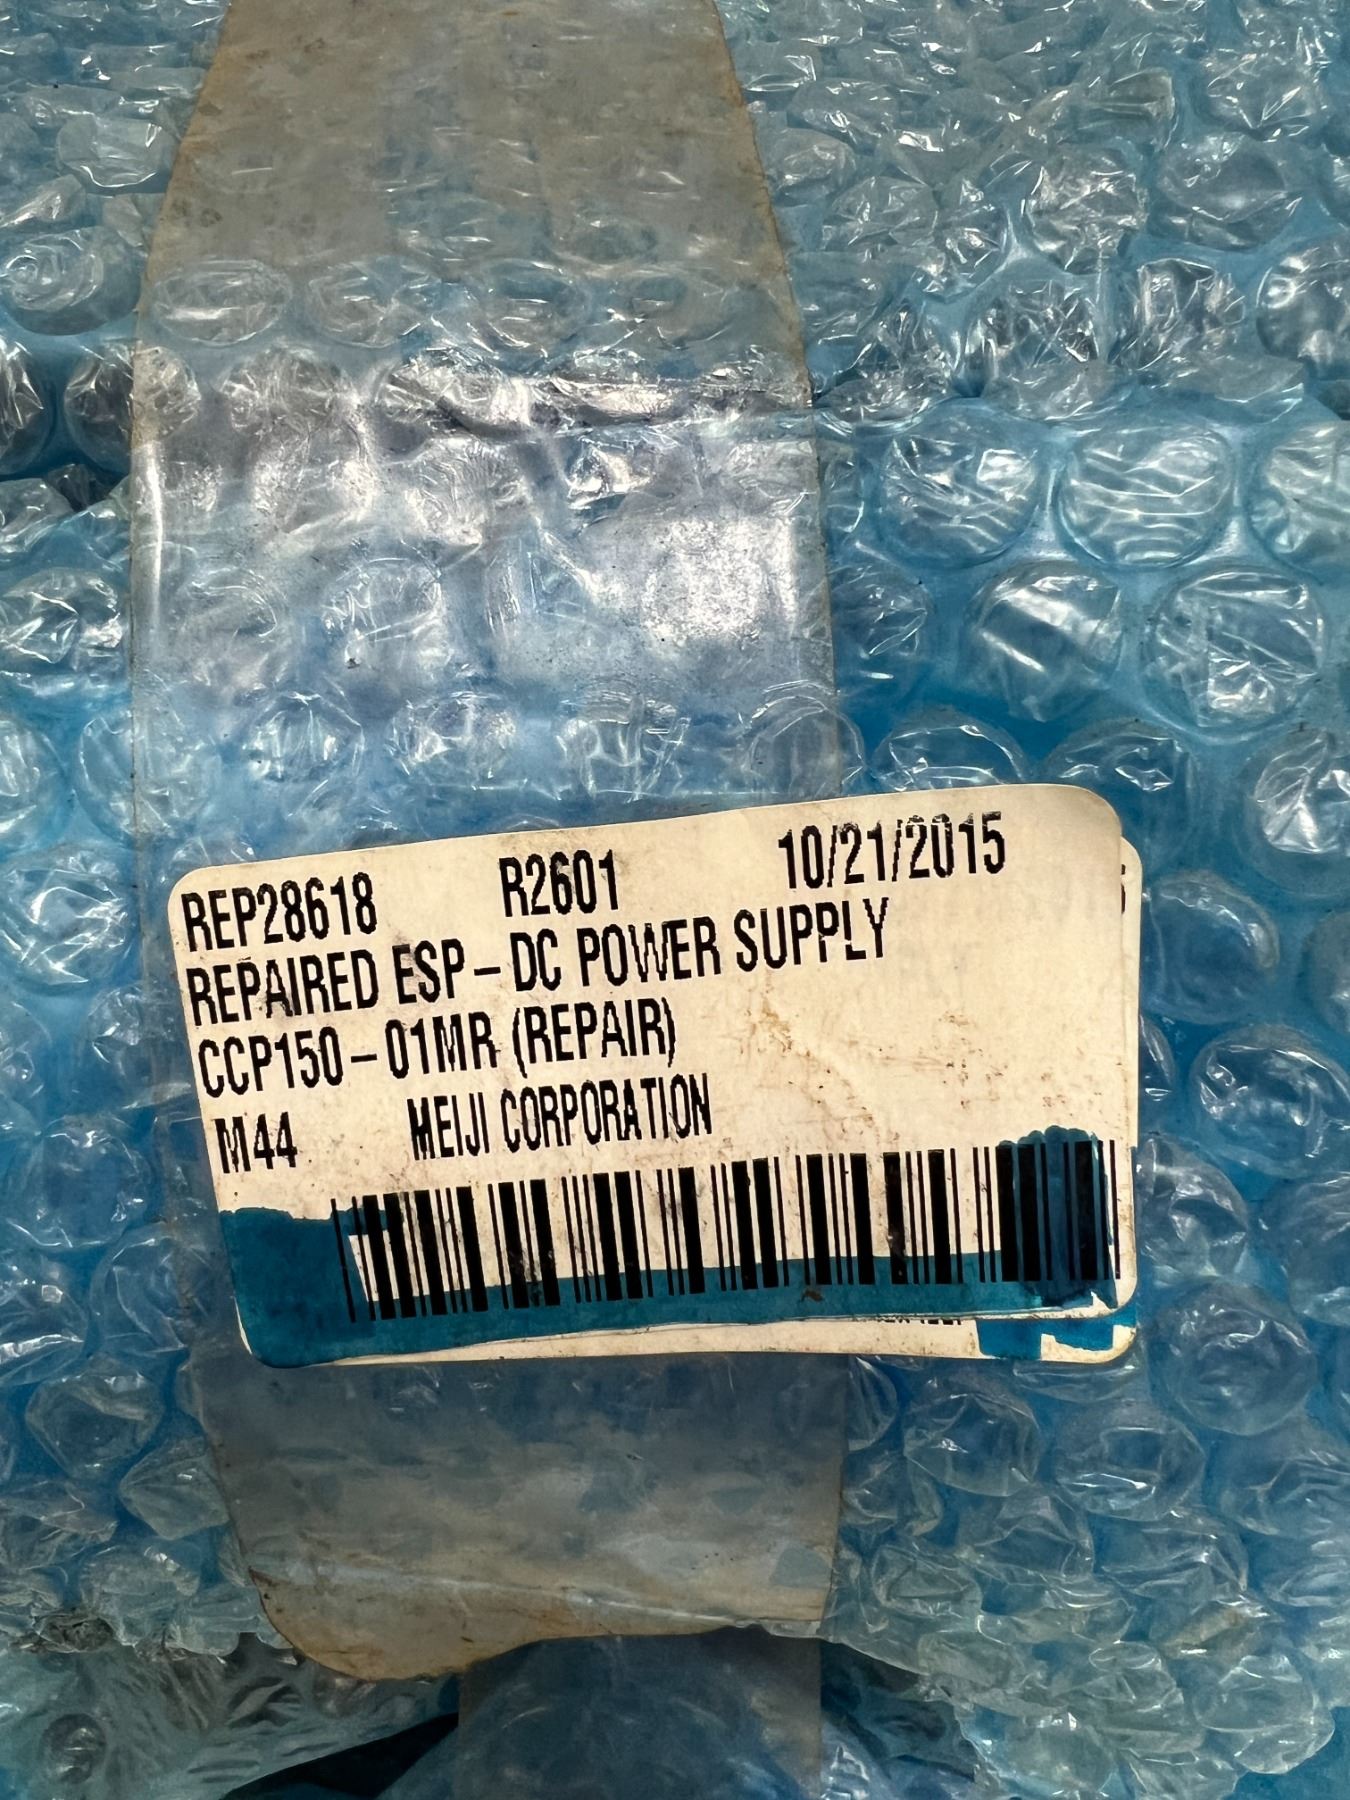 REP28618 R2601 10/21/2015
REPAIRED ESP-DC POWER SUPPLY
CCP150-01MR (REPAIR)
M44 MEIJI CORPORATION